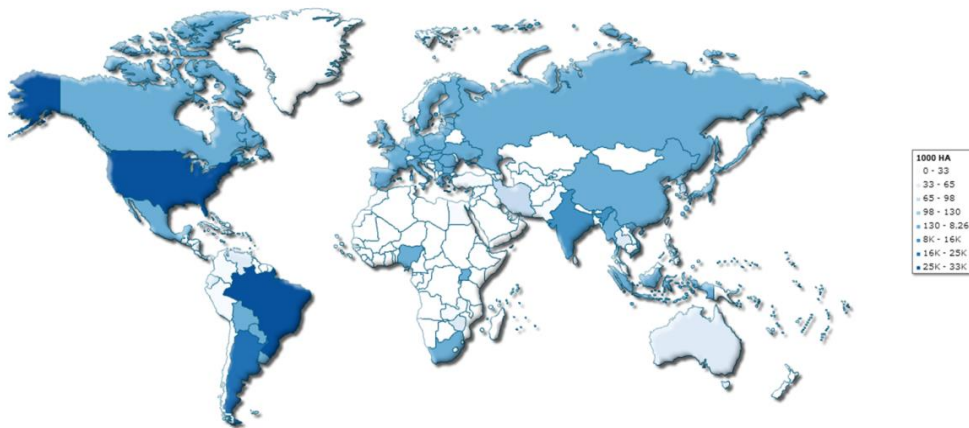 1000 HA
0 - 33
33 - 65
65 - 98
98 - 130
130 - 8.26
8K - 16K
16K - 25K
25K - 33K